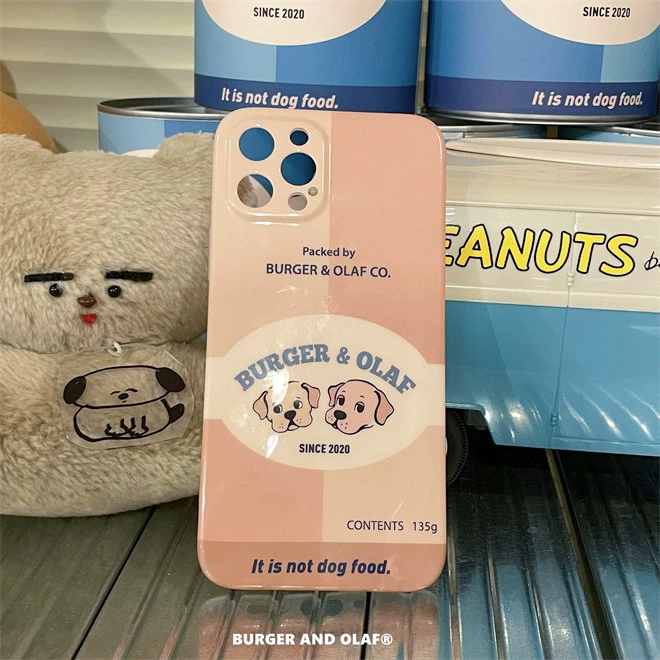 SINCE 2020
It is not dog food.
SINCE 2020
It is not dog food.
Packed by
BURGER & OLAF CO.
EANUTS
BURGER & OLAF
SINCE 2020
CONTENTS 135g
It is not dog food.
BURGER AND OLAF®